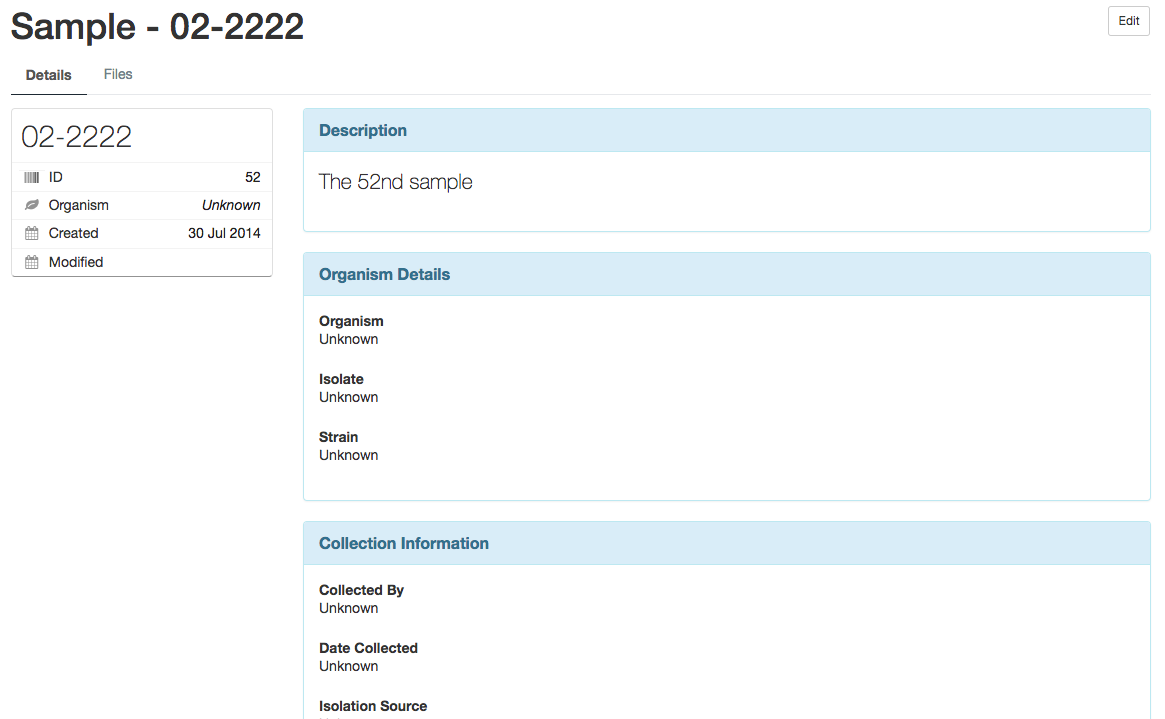 Sample - 02-2222
Edit
Details
Files
02-2222
ID 52
Organism Unknown
Created 30 Jul 2014
Modified
Description
The 52nd sample
Organism Details
Organism
Unknown
Isolate
Unknown
Strain
Unknown
Collection Information
Collected By
Unknown
Date Collected
Unknown
Isolation Source